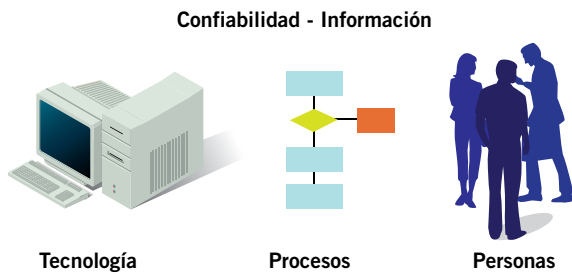 Confiabilidad - Información
Tecnología
Procesos
Personas